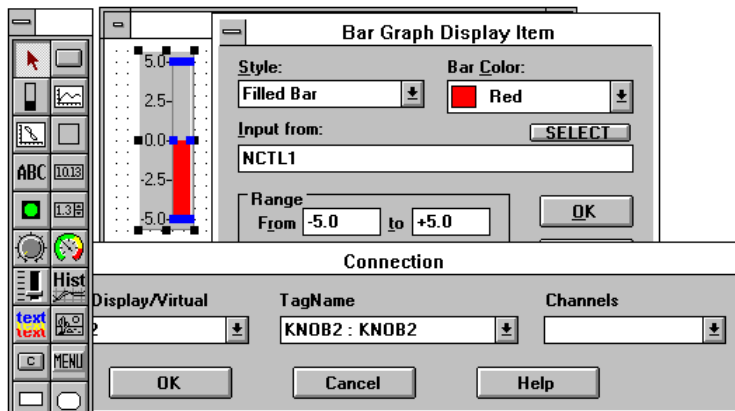 Bar Graph Display Item
Style:
Bar Color:
Filled Bar
Red
Input from:
SELECT
NCTL1
Range
From -5.0 to +5.0
OK
5.0
2.5
0.0
-2.5
-5.0
ABC
10.13
1.3
Hist
text
text
C
MENU
Connection
Display/Virtual
TagName
Channels
2
KNOB2 : KNOB2
OK
Cancel
Help